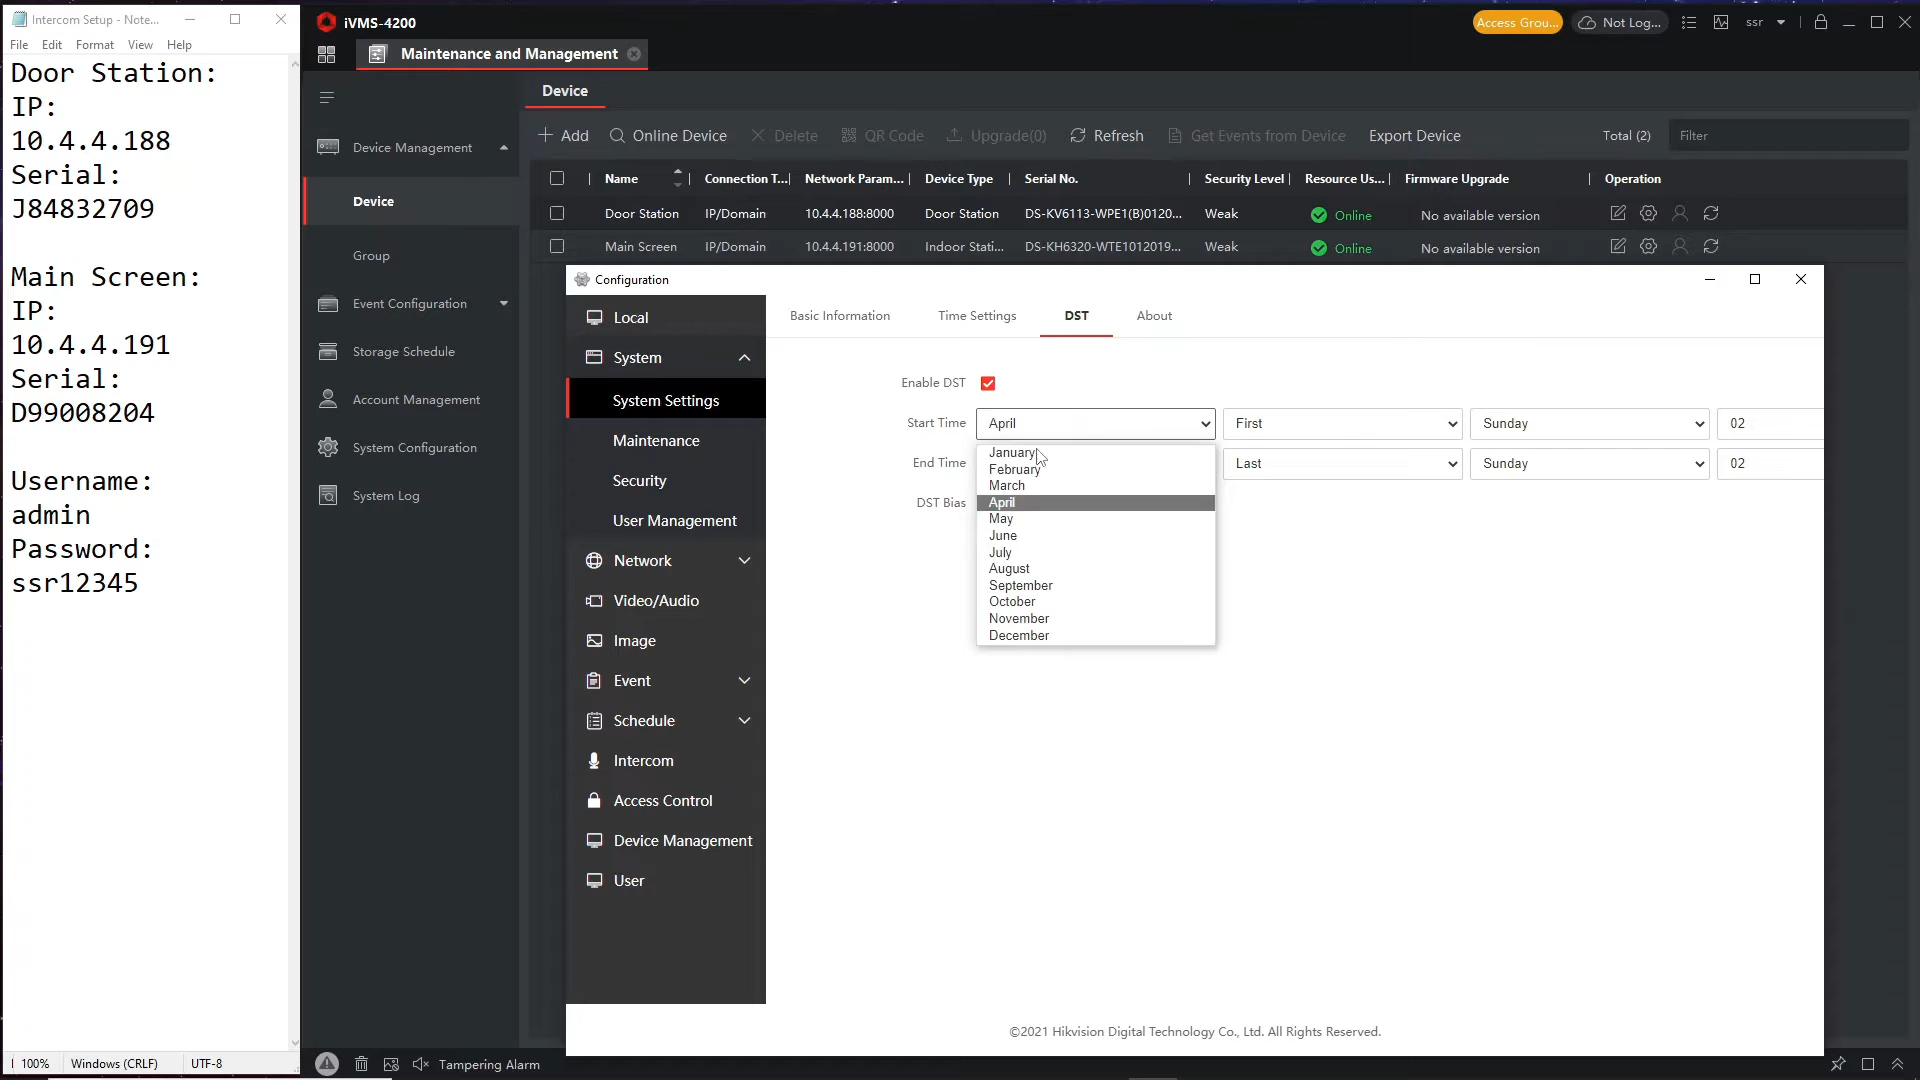 Intercom Setup - Note...
File Edit Format View Help
Door Station:
IP:
10.4.4.188
Serial:
J84832709
Main Screen:
IP:
10.4.4.191
Serial:
D99008204
Username:
admin
Password:
ssr12345
100% Windows (CRLF) UTF-8
iVMS-4200
Access Grou... Not Log... ssr
Maintenance and Management
Device Management
Device
Group
Event Configuration
Storage Schedule
Account Management
System Configuration
System Log
Device
Add Online Device Delete QR Code Upgrade(0) Refresh Get Events from Device Export Device Total (2) Filter
Name Connection T... Network Param... Device Type Serial No. Security Level Resource Us... Firmware Upgrade Operation
Door Station IP/Domain 10.4.4.188:8000 Door Station DS-KV6113-WPE1(B)0120... Weak Online No available version
Main Screen IP/Domain 10.4.4.191:8000 Indoor Stati... DS-KH6320-WTE1012019... Weak Online No available version
Configuration
Local
System
System Settings
Maintenance
Security
User Management
Network
Video/Audio
Image
Event
Schedule
Intercom
Access Control
Device Management
User
Basic Information Time Settings DST About
Enable DST
Start Time April First Sunday 02
End Time Last Sunday 02
DST Bias
January
February
March
April
May
June
July
August
September
October
November
December
©2021 Hikvision Digital Technology Co., Ltd. All Rights Reserved.
Tampering Alarm